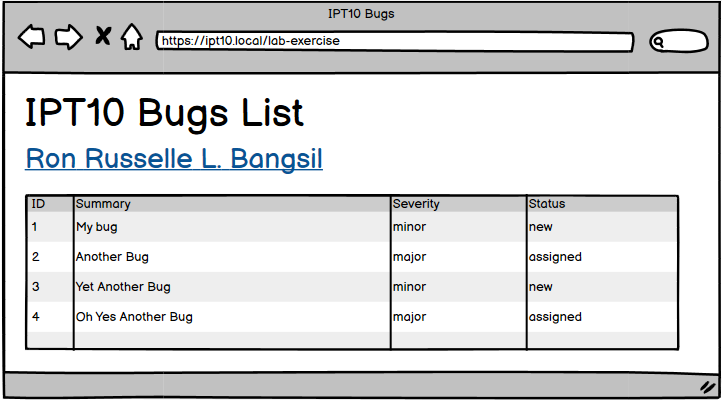 IPT10 Bugs
https://ipt10.local/lab-exercise
IPT10 Bugs List
Ron Russelle L. Bangsil
ID Summary Severity Status
1 My bug minor new
2 Another Bug major assigned
3 Yet Another Bug minor new
4 Oh Yes Another Bug major assigned